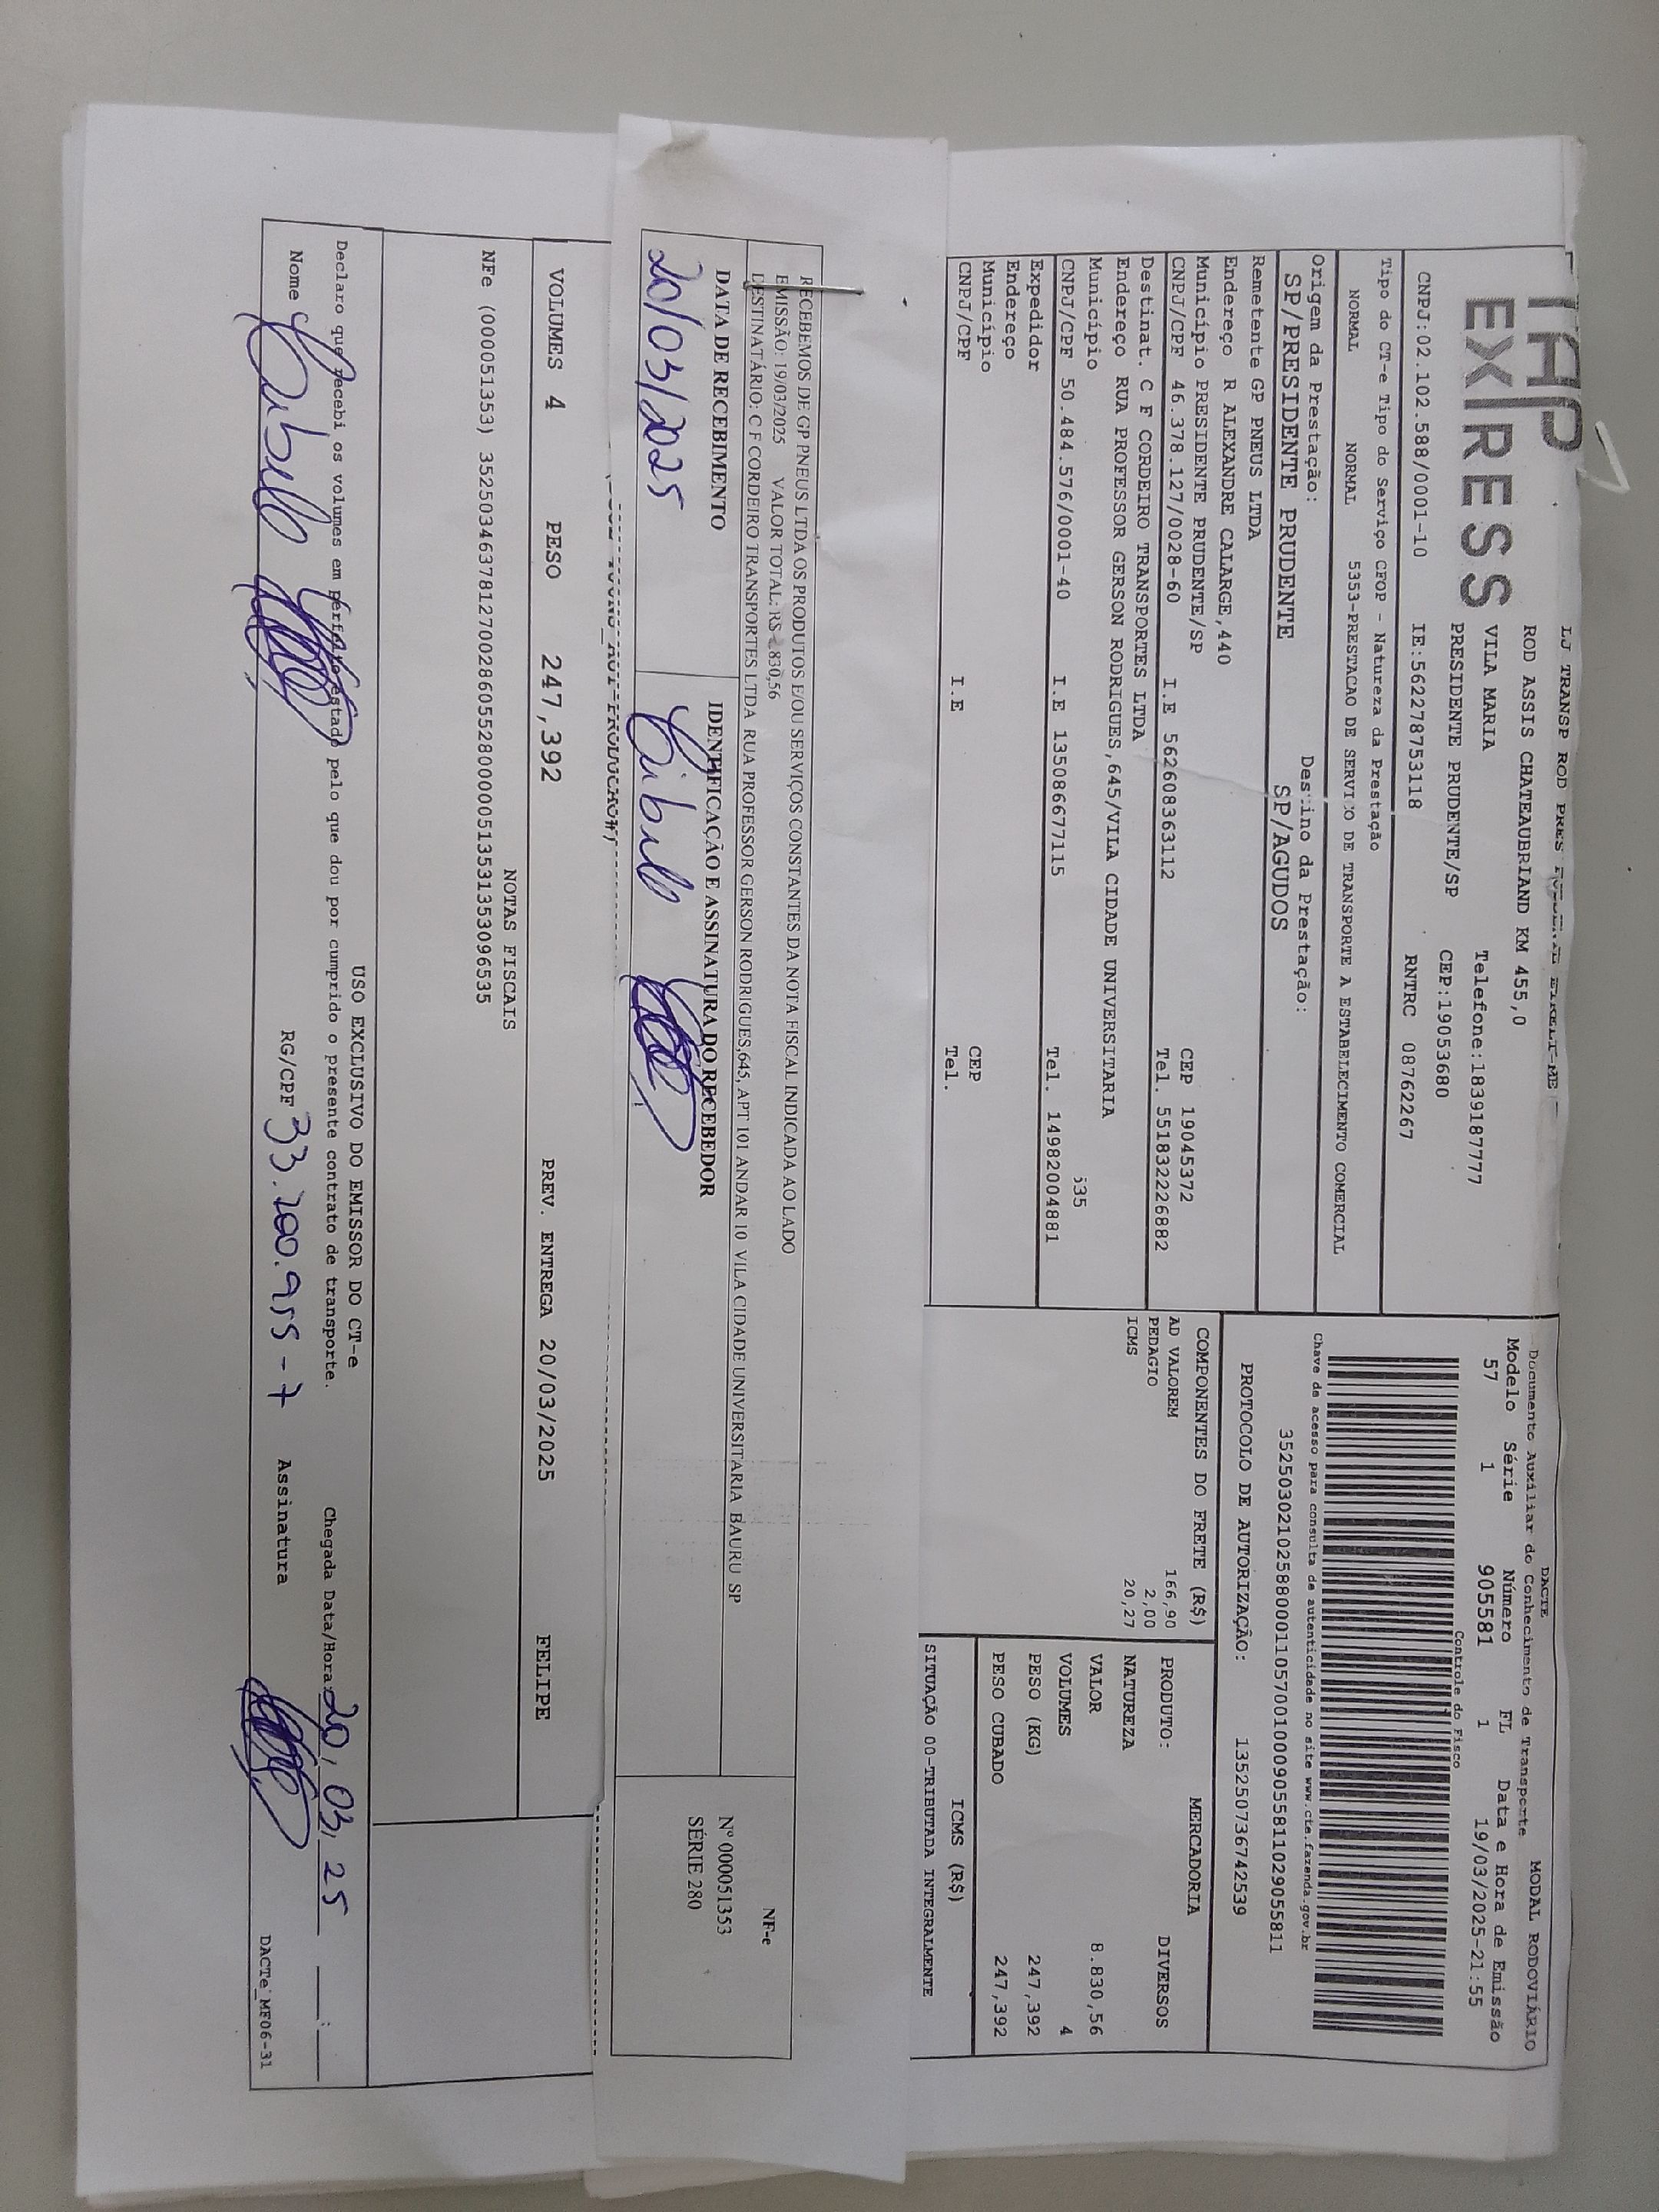 TAP
EXPRESS
LJ TRANSP ROD PRES
ROD ASSIS CHATEAUBRIAND KM 455,0
VILA MARIA Telefone:1839187777
PRESIDENTE PRUDENTE/SP CEP:19053680
CNPJ:02.102.588/0001-10 IE:562278753118 RNTRC 08762267
Tipo do CT-e Tipo do Serviço CFOP - Natureza da Prestação
NORMAL NORMAL 5353-PRESTACAO DE SERVICO DE TRANSPORTE A ESTABELECIMENTO COMERCIAL
Origem da Prestação: Destino da Prestação:
SP/PRESIDENTE PRUDENTE SP/AGUDOS
Remetente GP PNEUS LTDA
Endereço R ALEXANDRE CALARGE,440
Município PRESIDENTE PRUDENTE/SP CEP 19045372
CNPJ/CPF 46.378.127/0028-60 I.E 562608363112 Tel. 551832226882
Destinat. C F CORDEIRO TRANSPORTES LTDA
Endereço RUA PROFESSOR GERSON RODRIGUES,645/VILA CIDADE UNIVERSITARIA
Município 535
CNPJ/CPF 50.484.576/0001-40 I.E 135086677115 Tel. 14982004881
Expedidor
Endereço
Município CEP
CNPJ/CPF I.E Tel.
DACTE
Documento Auxiliar do Conhecimento de Transporte MODAL RODOVIÁRIO
Modelo Série Número FL Data e Hora de Emissão
57 1 905581 1 19/03/2025-21:55
Controle do Fisco
Chave de acesso para consulta de autenticidade no site www.cte.fazenda.gov.br
35250302102588000110570010009055811029055811
PROTOCOLO DE AUTORIZAÇÃO: 135250736742539
COMPONENTES DO FRETE (R$)
AD VALOREM 166,90
PEDAGIO 2,00
ICMS 20,27
MERCADORIA
PRODUTO: DIVERSOS
NATUREZA
VALOR 8.830,56
VOLUMES 4
PESO (KG) 247,392
PESO CUBADO 247,392
ICMS (R$)
SITUAÇÃO 00-TRIBUTADA INTEGRALMENTE
RECEBEMOS DE GP PNEUS LTDA OS PRODUTOS E/OU SERVIÇOS CONSTANTES DA NOTA FISCAL INDICADA AO LADO
EMISSÃO: 19/03/2025 VALOR TOTAL: R$ 8.830,56
DESTINATÁRIO: C F CORDEIRO TRANSPORTES LTDA RUA PROFESSOR GERSON RODRIGUES,645, APT 101 ANDAR 10 VILA CIDADE UNIVERSITARIA BAURU SP
DATA DE RECEBIMENTO IDENTIFICAÇÃO E ASSINATURA DO RECEBEDOR
20/03/2025
NF-e
Nº 000051353
SÉRIE 280
VOLUMES 4 PESO 247,392 PREV. ENTREGA 20/03/2025 FELIPE
NOTAS FISCAIS
NFe (000051353) 35250346378127002860552800000513531353096535
USO EXCLUSIVO DO EMISSOR DO CT-e
Declaro que recebi os volumes em perfeito estado pelo que dou por cumprido o presente contrato de transporte. Chegada Data/Hora: 20/03/25
Nome RG/CPF 33.200.955-7 Assinatura
DACTe_MF06-31